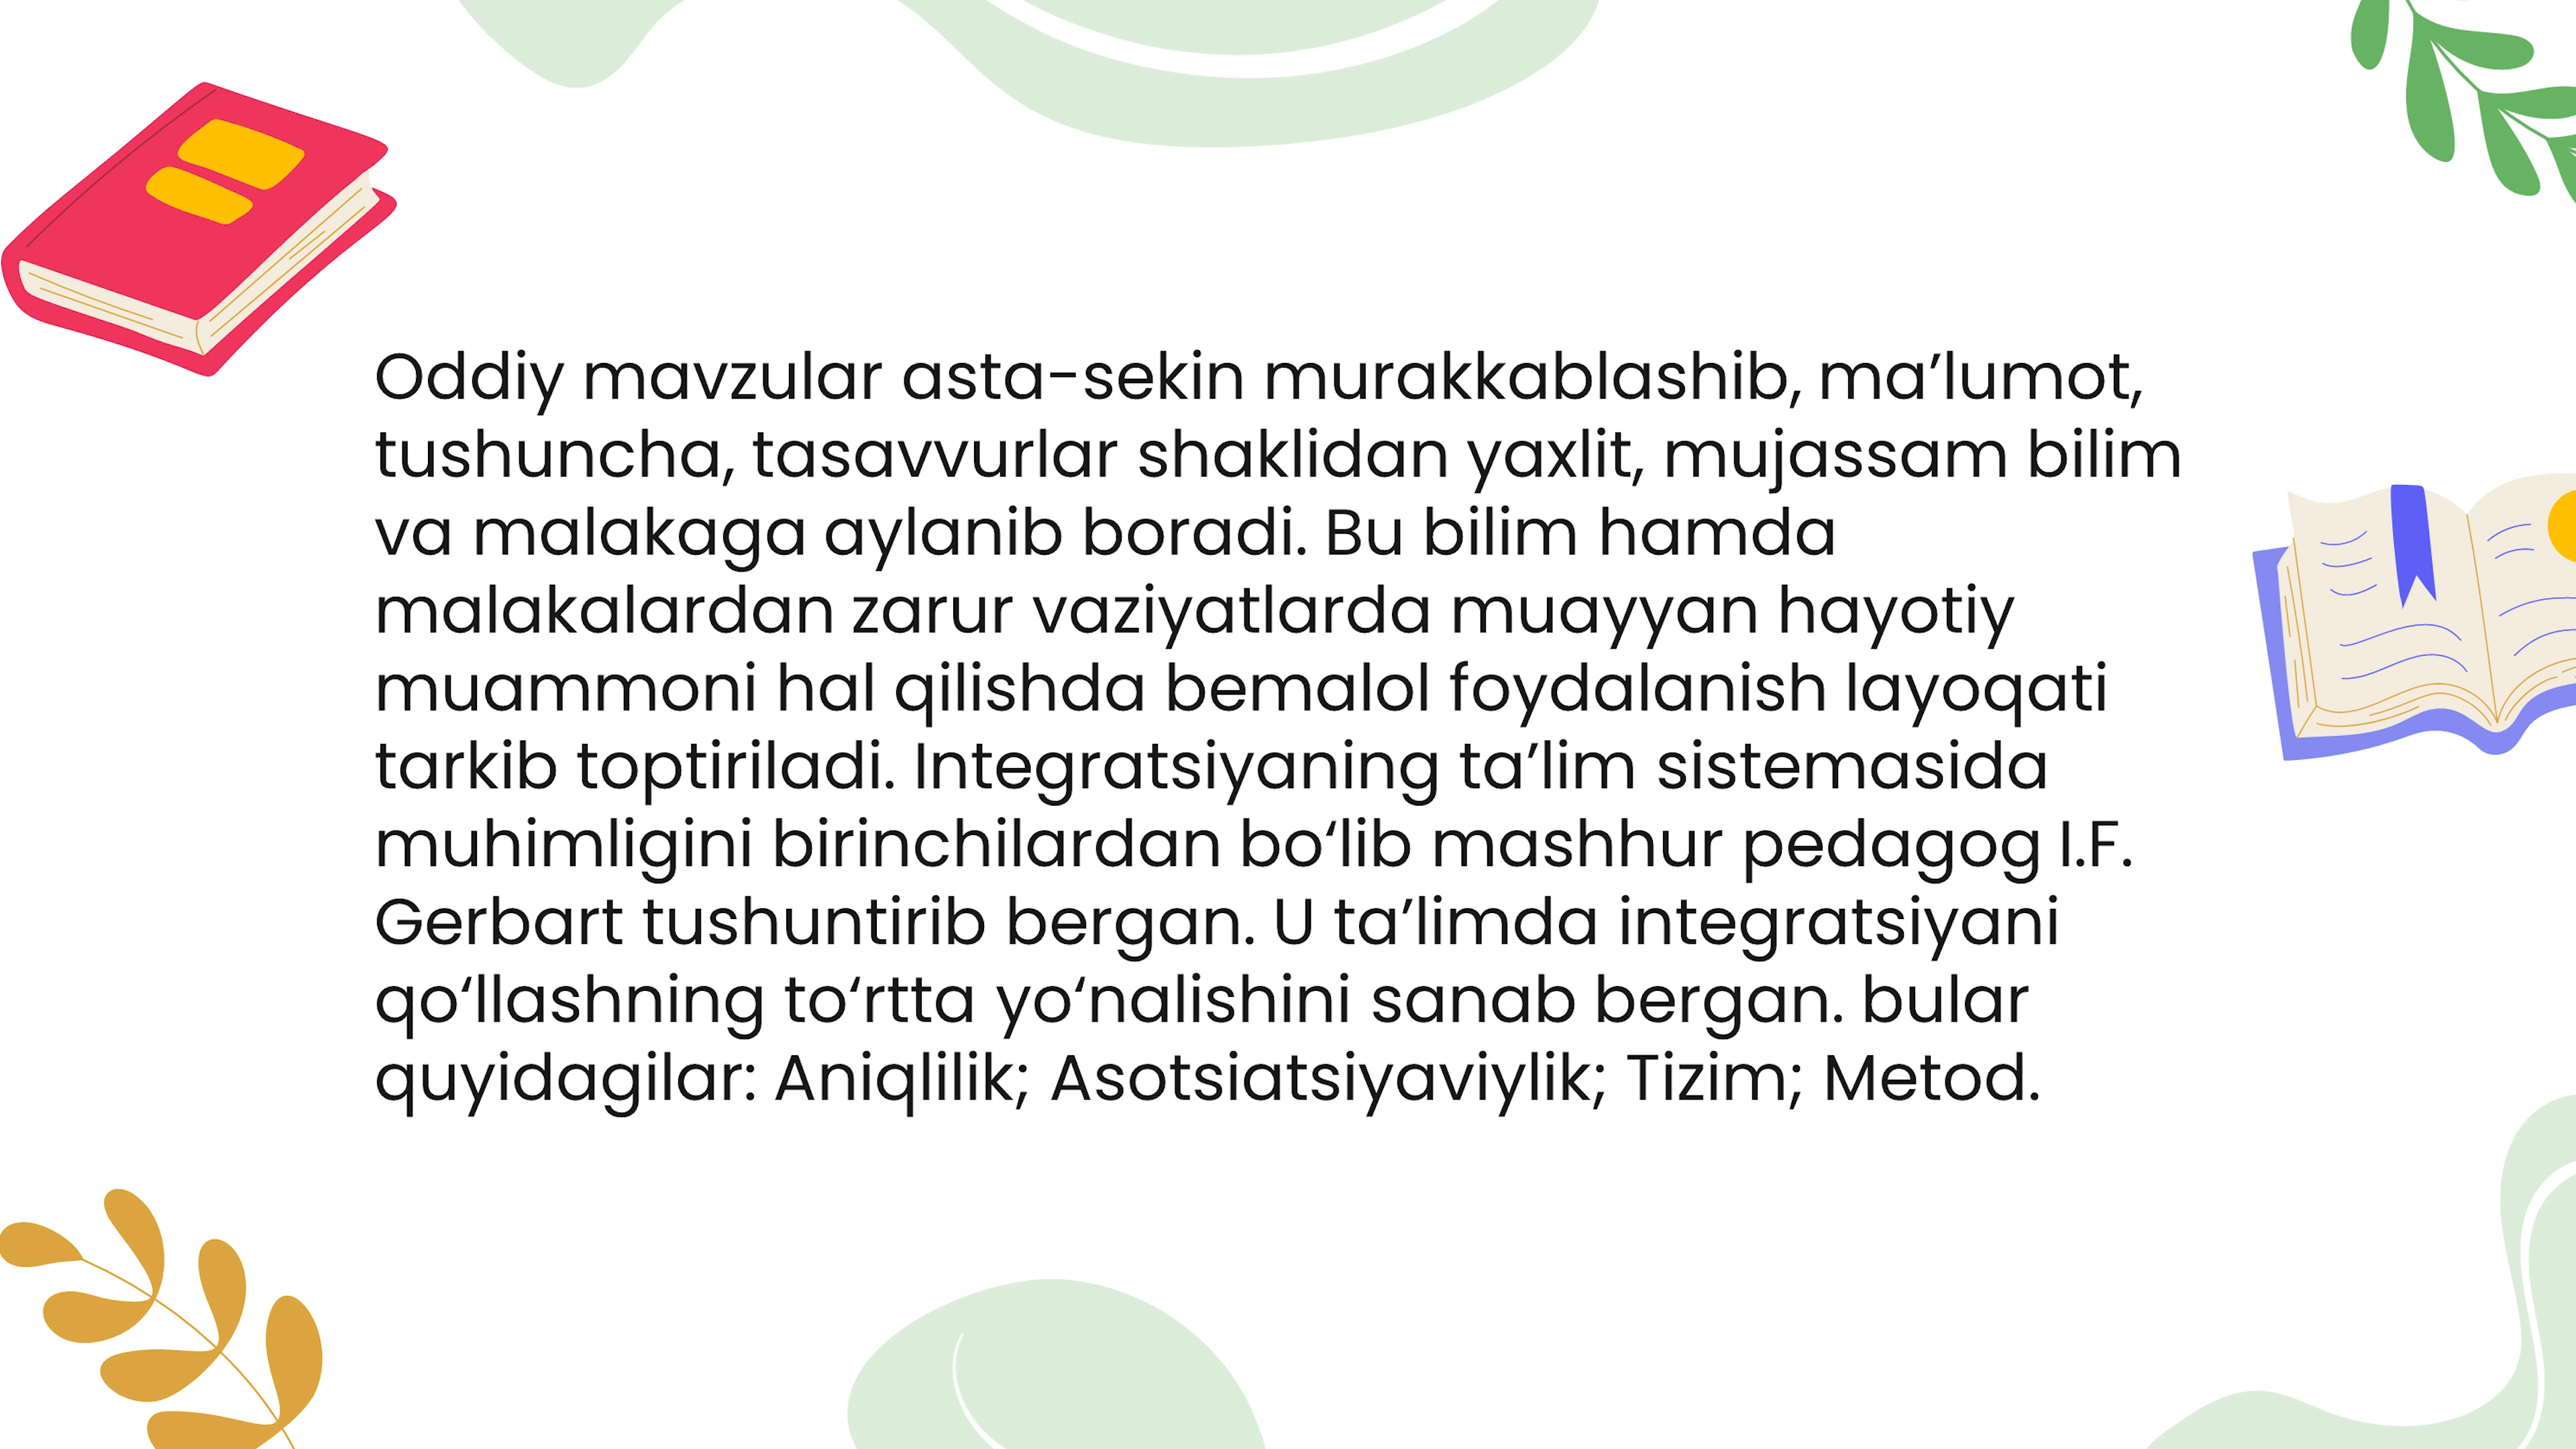 Oddiy mavzular asta-sekin murakkablashib, ma’lumot,
tushuncha, tasavvurlar shaklidan yaxlit, mujassam bilim
va malakaga aylanib boradi. Bu bilim hamda
malakalardan zarur vaziyatlarda muayyan hayotiy
muammoni hal qilishda bemalol foydalanish layoqati
tarkib toptiriladi. Integratsiyaning ta’lim sistemasida
muhimligini birinchilardan bo‘lib mashhur pedagog I.F.
Gerbart tushuntirib bergan. U ta’limda integratsiyani
qo‘llashning to‘rtta yo‘nalishini sanab bergan. bular
quyidagilar: Aniqlilik; Asotsiatsiyaviylik; Tizim; Metod.